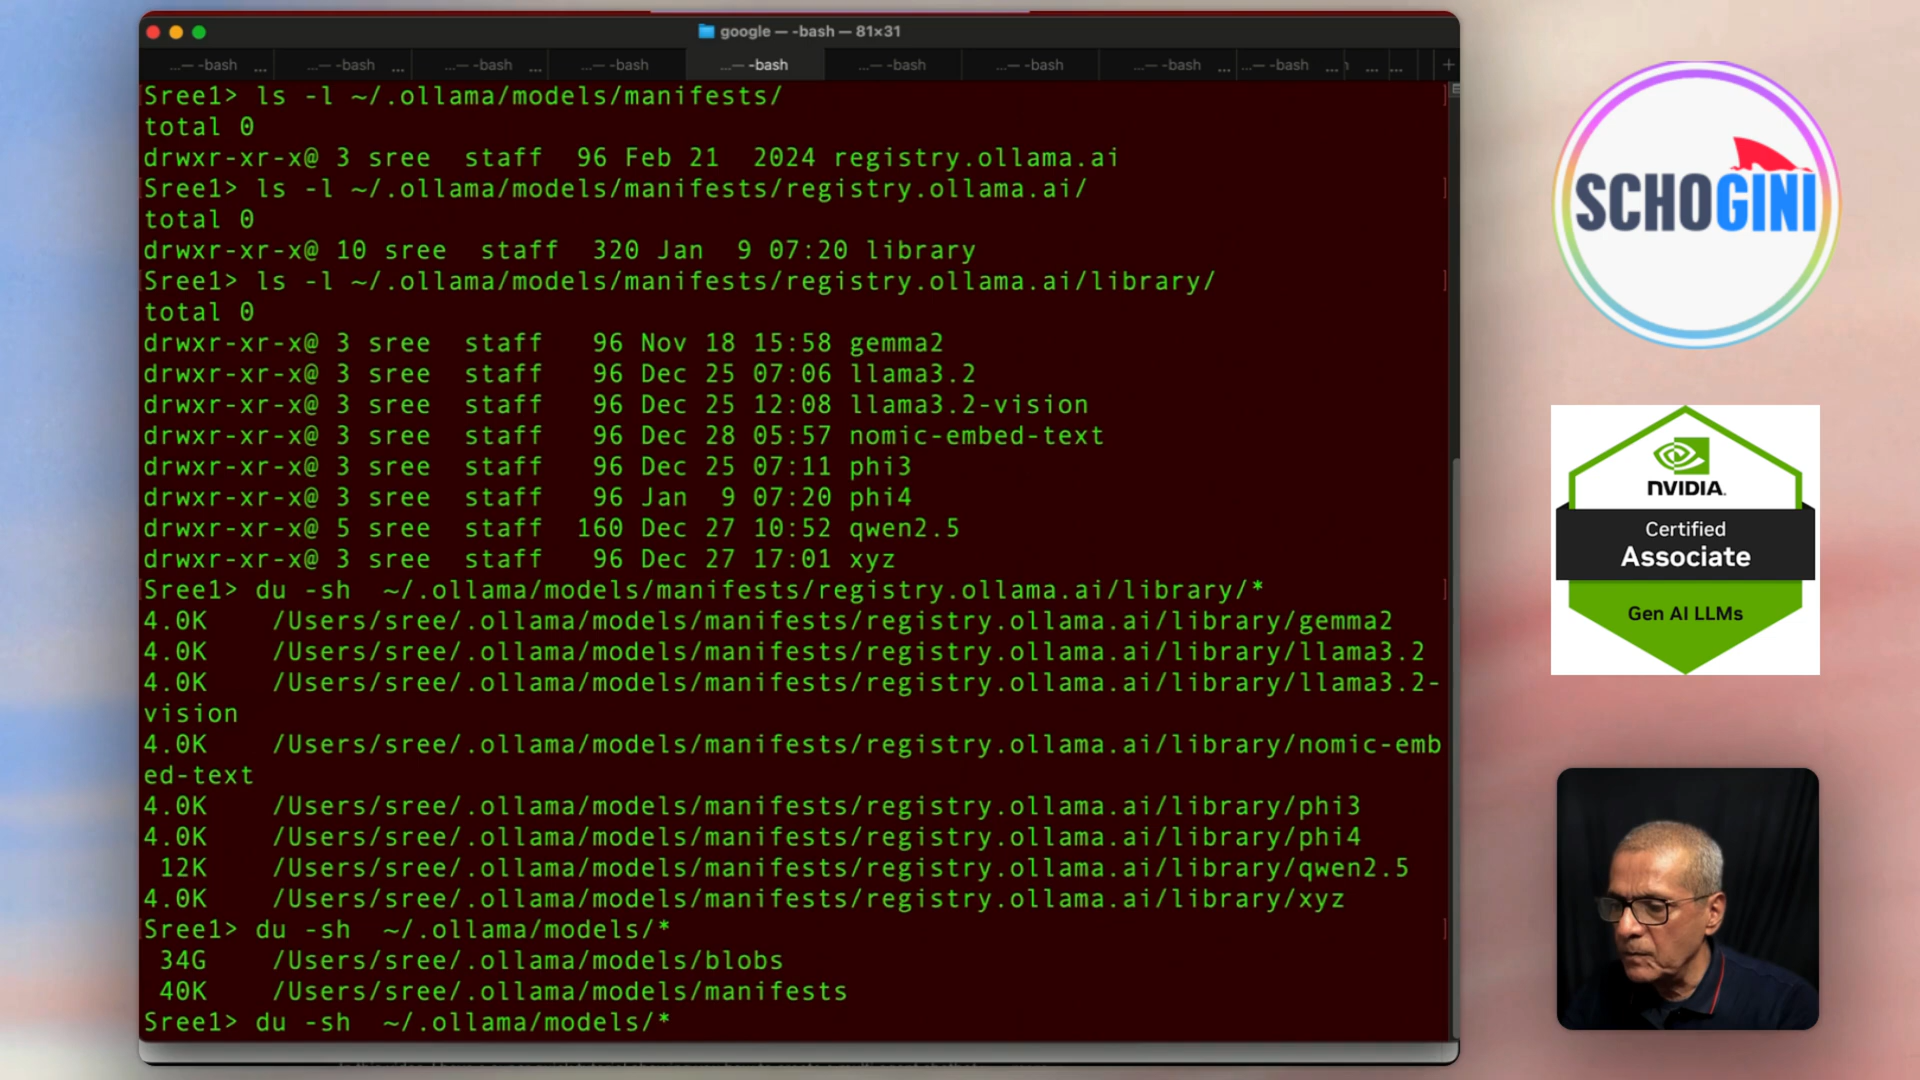 google — -bash — 81×31
...— -bash ... ...— -bash ... ...— -bash ... ...— -bash ...— -bash ...— -bash ...— -bash ...— -bash ... ...— -bash ... ... ... +
Sree1> ls -l ~/.ollama/models/manifests/
total 0
drwxr-xr-x@ 3 sree  staff  96 Feb 21  2024 registry.ollama.ai
Sree1> ls -l ~/.ollama/models/manifests/registry.ollama.ai/
total 0
drwxr-xr-x@ 10 sree  staff  320 Jan  9 07:20 library
Sree1> ls -l ~/.ollama/models/manifests/registry.ollama.ai/library/
total 0
drwxr-xr-x@ 3 sree  staff   96 Nov 18 15:58 gemma2
drwxr-xr-x@ 3 sree  staff   96 Dec 25 07:06 llama3.2
drwxr-xr-x@ 3 sree  staff   96 Dec 25 12:08 llama3.2-vision
drwxr-xr-x@ 3 sree  staff   96 Dec 28 05:57 nomic-embed-text
drwxr-xr-x@ 3 sree  staff   96 Dec 25 07:11 phi3
drwxr-xr-x@ 3 sree  staff   96 Jan  9 07:20 phi4
drwxr-xr-x@ 5 sree  staff  160 Dec 27 10:52 qwen2.5
drwxr-xr-x@ 3 sree  staff   96 Dec 27 17:01 xyz
Sree1> du -sh  ~/.ollama/models/manifests/registry.ollama.ai/library/*
4.0K    /Users/sree/.ollama/models/manifests/registry.ollama.ai/library/gemma2
4.0K    /Users/sree/.ollama/models/manifests/registry.ollama.ai/library/llama3.2
4.0K    /Users/sree/.ollama/models/manifests/registry.ollama.ai/library/llama3.2-
vision
4.0K    /Users/sree/.ollama/models/manifests/registry.ollama.ai/library/nomic-emb
ed-text
4.0K    /Users/sree/.ollama/models/manifests/registry.ollama.ai/library/phi3
4.0K    /Users/sree/.ollama/models/manifests/registry.ollama.ai/library/phi4
 12K    /Users/sree/.ollama/models/manifests/registry.ollama.ai/library/qwen2.5
4.0K    /Users/sree/.ollama/models/manifests/registry.ollama.ai/library/xyz
Sree1> du -sh  ~/.ollama/models/*
 34G    /Users/sree/.ollama/models/blobs
 40K    /Users/sree/.ollama/models/manifests
Sree1> du -sh  ~/.ollama/models/*
SCHOGINI
NVIDIA.
Certified
Associate
Gen AI LLMs